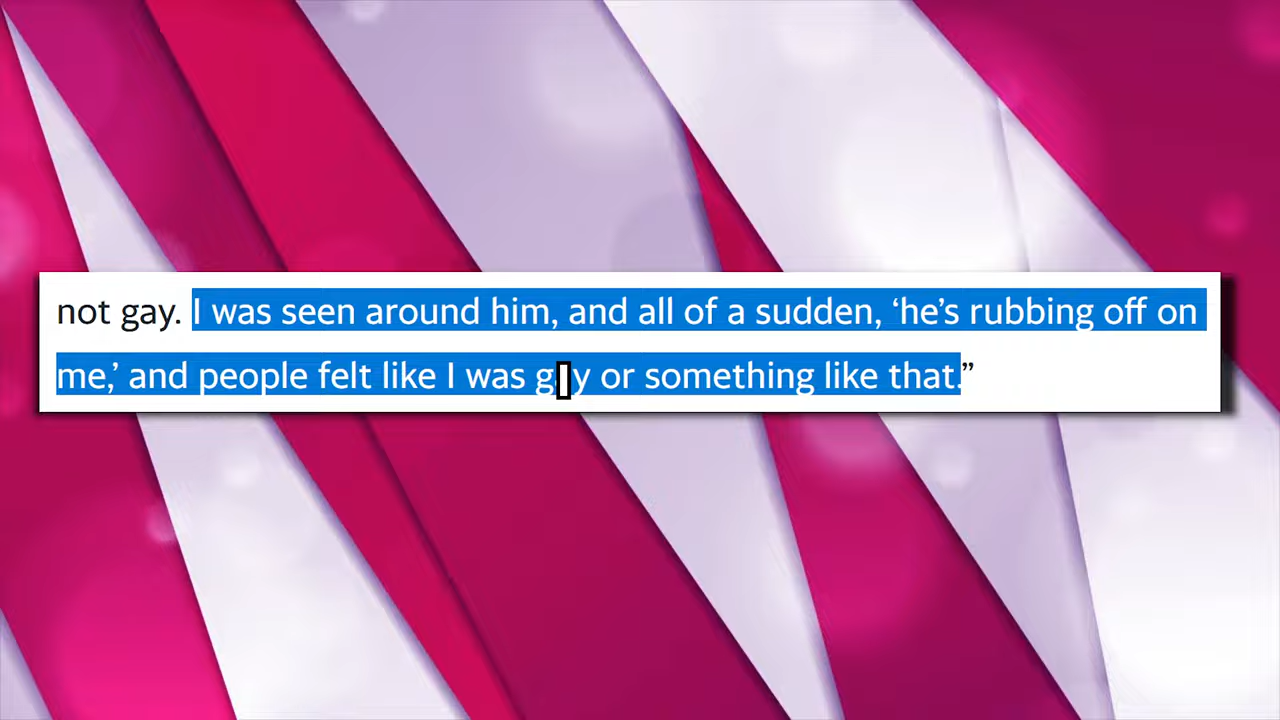 not gay. I was seen around him, and all of a sudden, ‘he’s rubbing off on
me,’ and people felt like I was gay or something like that.”